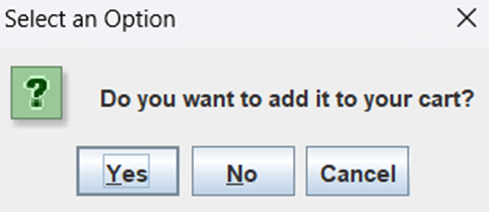 Select an Option
?
Do you want to add it to your cart?
Yes No Cancel